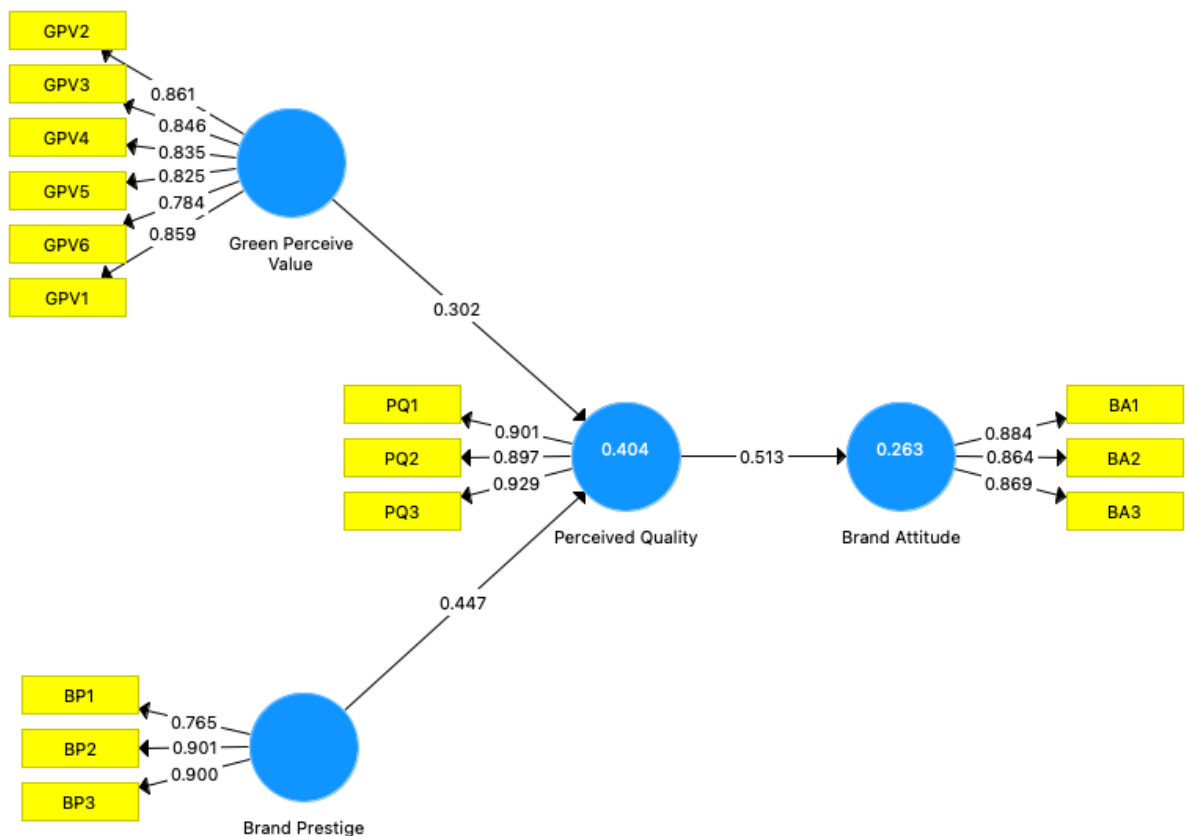 GPV2
GPV3
GPV4
GPV5
GPV6
GPV1
0.861
0.846
0.835
0.825
0.784
0.859
Green Perceive
Value
0.302
PQ1
PQ2
PQ3
0.901
0.897
0.929
0.404
Perceived Quality
0.513
0.263
Brand Attitude
0.884
0.864
0.869
BA1
BA2
BA3
0.447
BP1
BP2
BP3
0.765
0.901
0.900
Brand Prestige